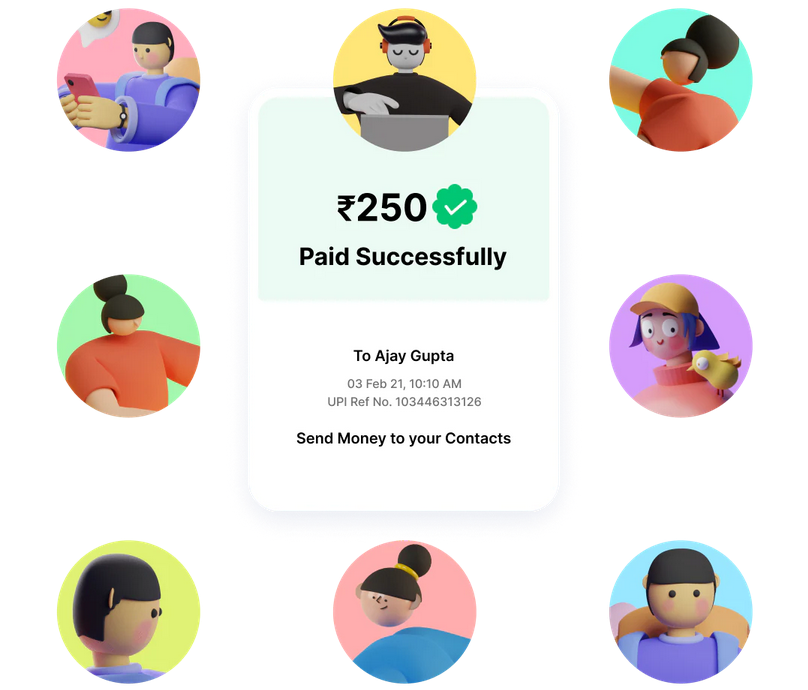 ₹250
Paid Successfully
To Ajay Gupta
03 Feb 21, 10:10 AM
UPI Ref No. 103446313126
Send Money to your Contacts